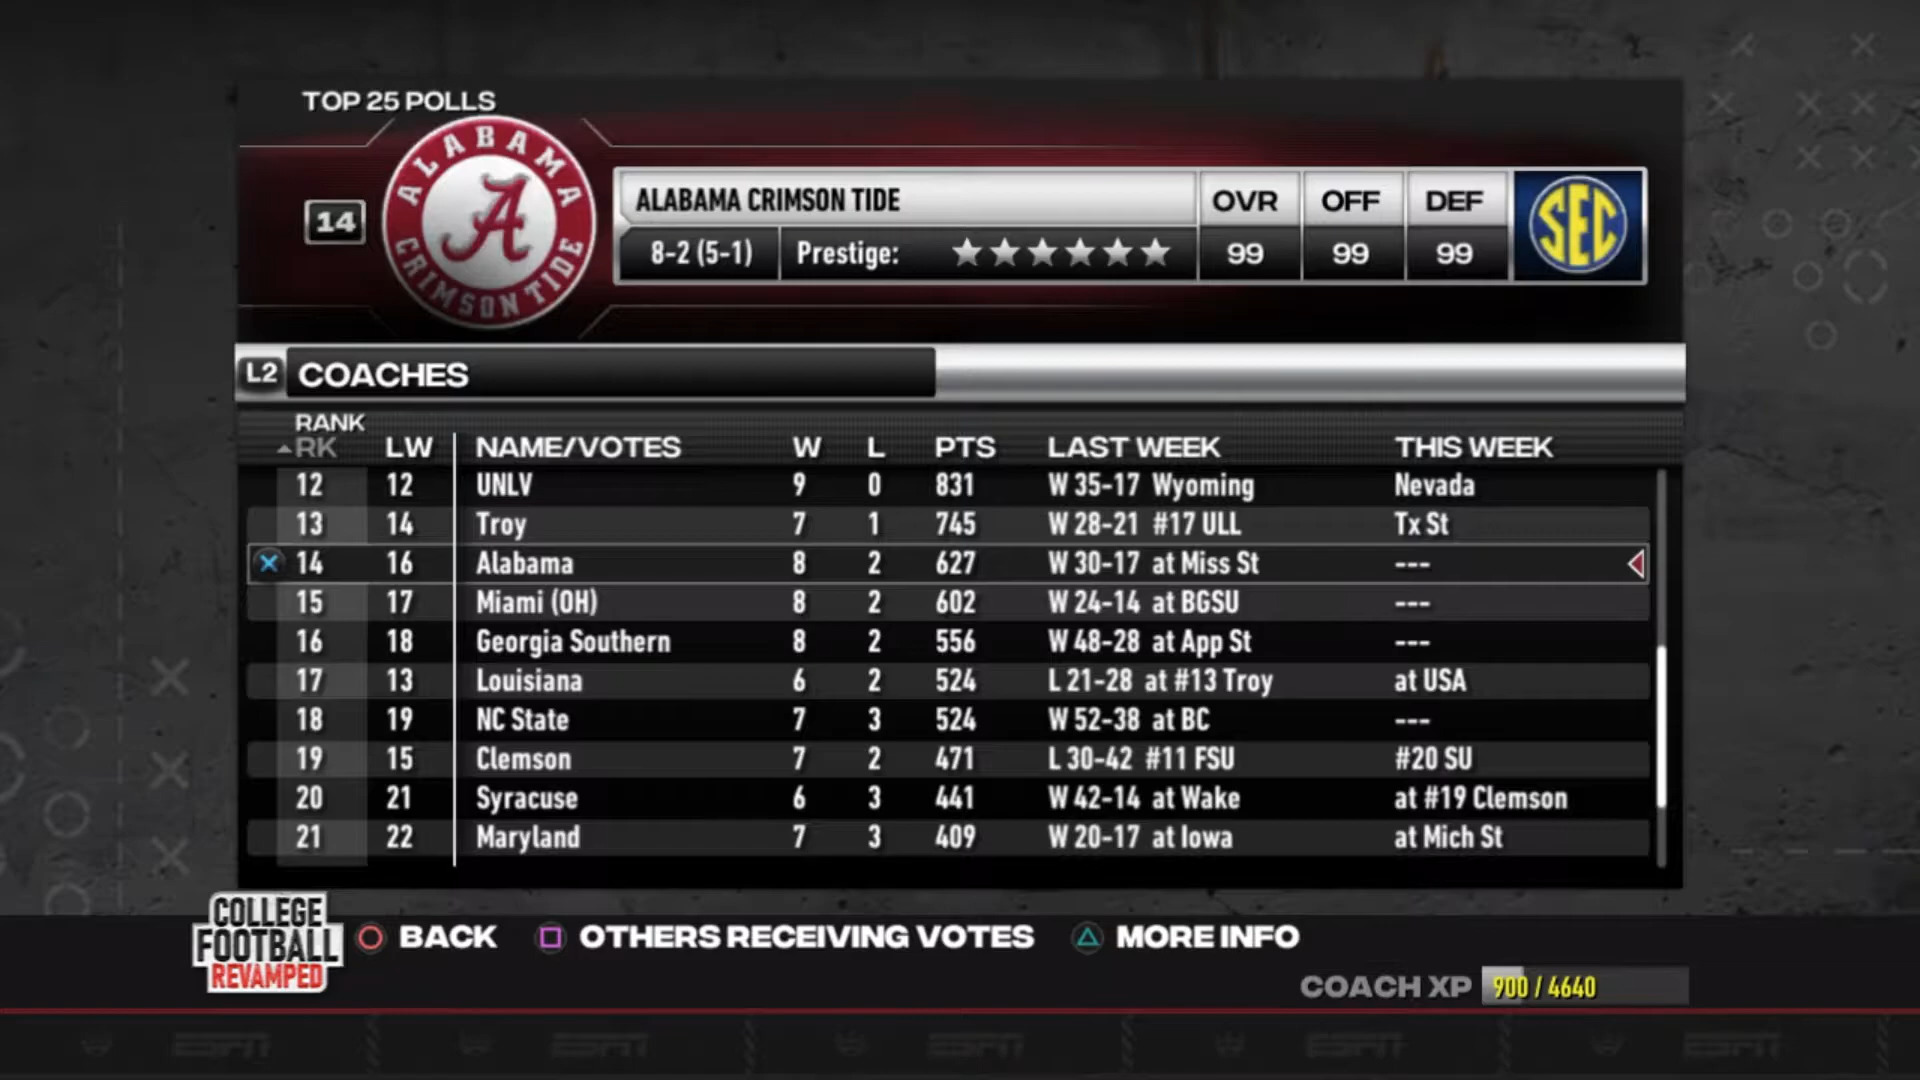 TOP 25 POLLS
14
ALABAMA
CRIMSON TIDE
A
ALABAMA CRIMSON TIDE
OVR OFF DEF
SEC
8-2 (5-1) Prestige:
99 99 99
L2 COACHES
RANK
RK LW NAME/VOTES W L PTS LAST WEEK THIS WEEK
12 12 UNLV 9 0 831 W 35-17 Wyoming Nevada
13 14 Troy 7 1 745 W 28-21 #17 ULL Tx St
14 16 Alabama 8 2 627 W 30-17 at Miss St ---
15 17 Miami (OH) 8 2 602 W 24-14 at BGSU ---
16 18 Georgia Southern 8 2 556 W 48-28 at App St ---
17 13 Louisiana 6 2 524 L 21-28 at #13 Troy at USA
18 19 NC State 7 3 524 W 52-38 at BC ---
19 15 Clemson 7 2 471 L 30-42 #11 FSU #20 SU
20 21 Syracuse 6 3 441 W 42-14 at Wake at #19 Clemson
21 22 Maryland 7 3 409 W 20-17 at Iowa at Mich St
COLLEGE
FOOTBALL
REVAMPED
BACK OTHERS RECEIVING VOTES MORE INFO
COACH XP 900 / 4640
ESPN ESPN ESPN ESPN ESPN